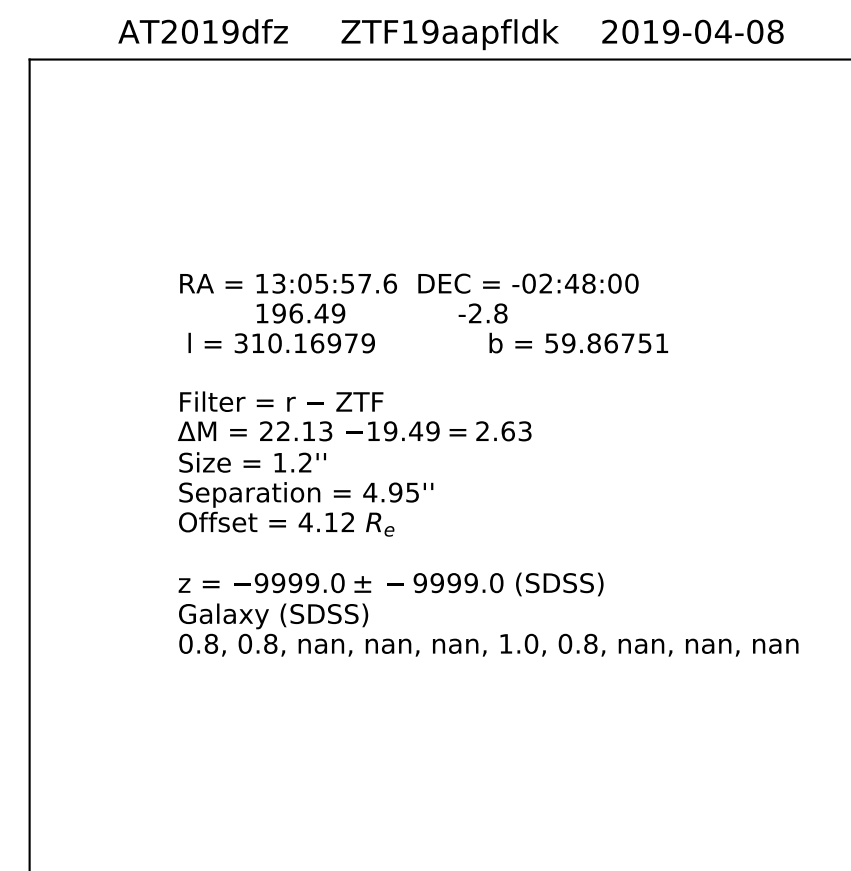 AT2019dfz ZTF19aapfldk 2019-04-08
RA = 13:05:57.6 DEC = -02:48:00
196.49 -2.8
l = 310.16979 b = 59.86751
Filter = r − ZTF
ΔM = 22.13 −19.49 = 2.63
Size = 1.2''
Separation = 4.95''
Offset = 4.12 Re
z = −9999.0 ± − 9999.0 (SDSS)
Galaxy (SDSS)
0.8, 0.8, nan, nan, nan, 1.0, 0.8, nan, nan, nan